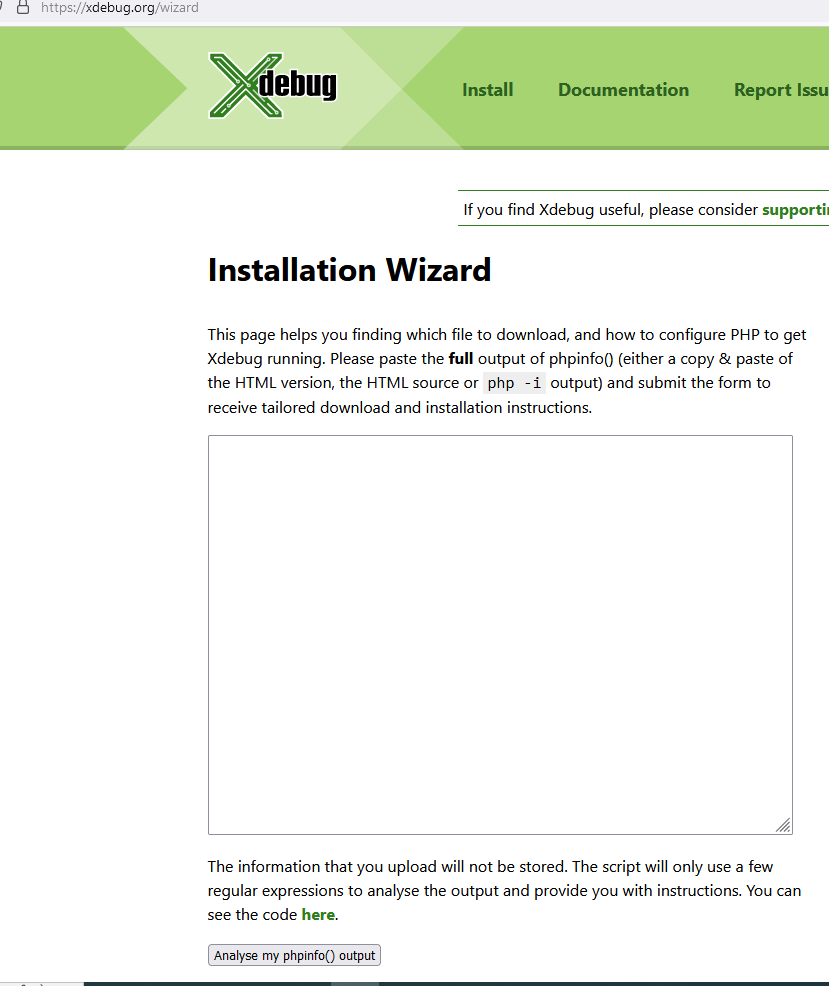 https://xdebug.org/wizard
Xdebug
Install Documentation Report Issu
If you find Xdebug useful, please consider supporti
Installation Wizard
This page helps you finding which file to download, and how to configure PHP to get
Xdebug running. Please paste the full output of phpinfo() (either a copy & paste of
the HTML version, the HTML source or php -i output) and submit the form to
receive tailored download and installation instructions.
The information that you upload will not be stored. The script will only use a few
regular expressions to analyse the output and provide you with instructions. You can
see the code here.
Analyse my phpinfo() output